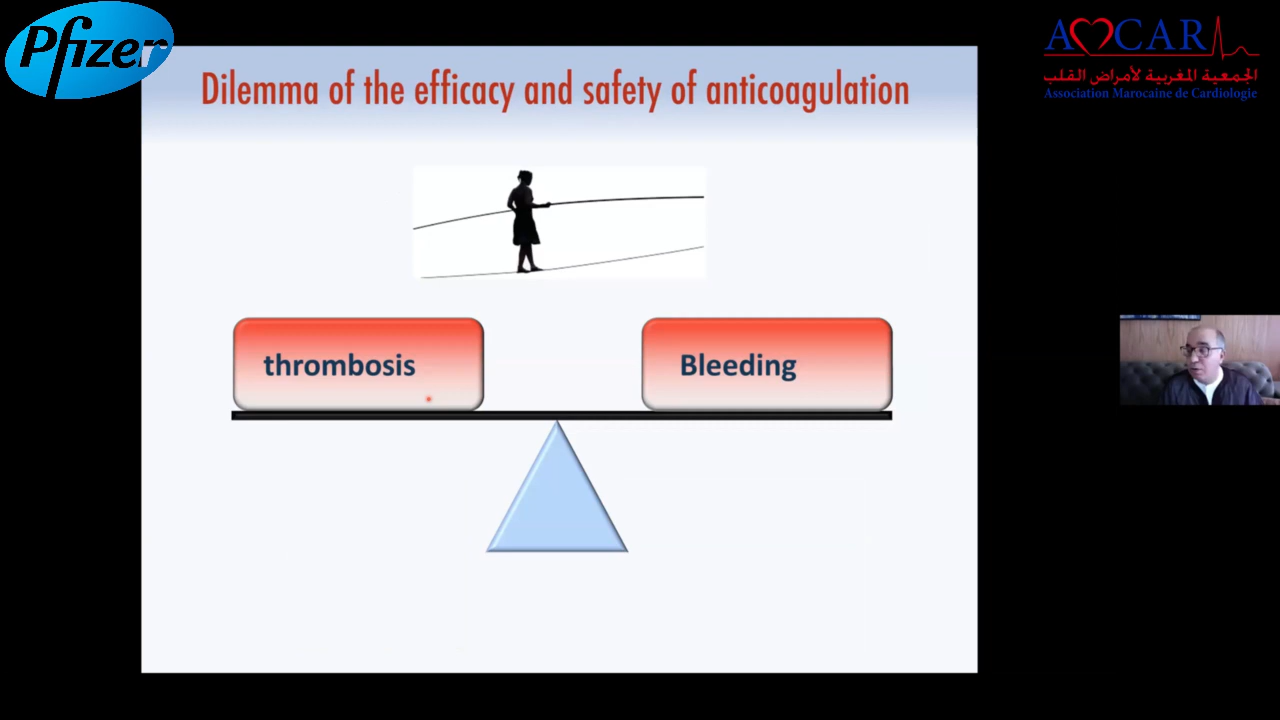 Pfizer
AMCAR
الجمعية المغربية لأمراض القلب
Association Marocaine de Cardiologie
Dilemma of the efficacy and safety of anticoagulation
thrombosis
Bleeding